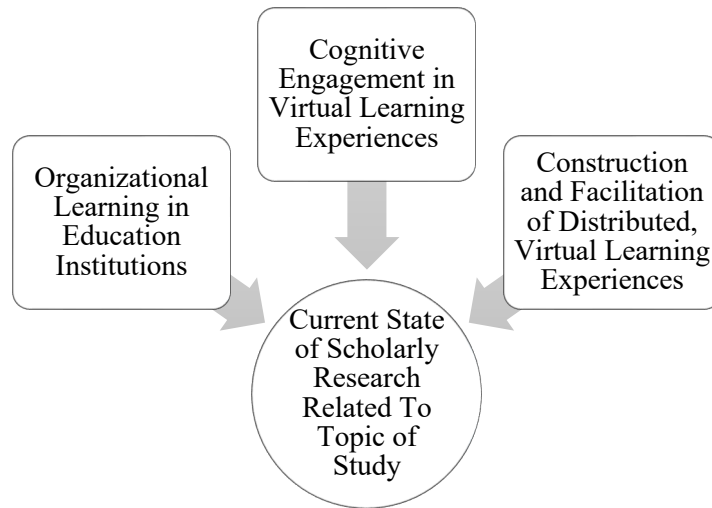 Cognitive
Engagement in
Virtual Learning
Experiences
Organizational
Learning in
Education
Institutions
Construction
and Facilitation
of Distributed,
Virtual Learning
Experiences
Current State
of Scholarly
Research
Related To
Topic of
Study